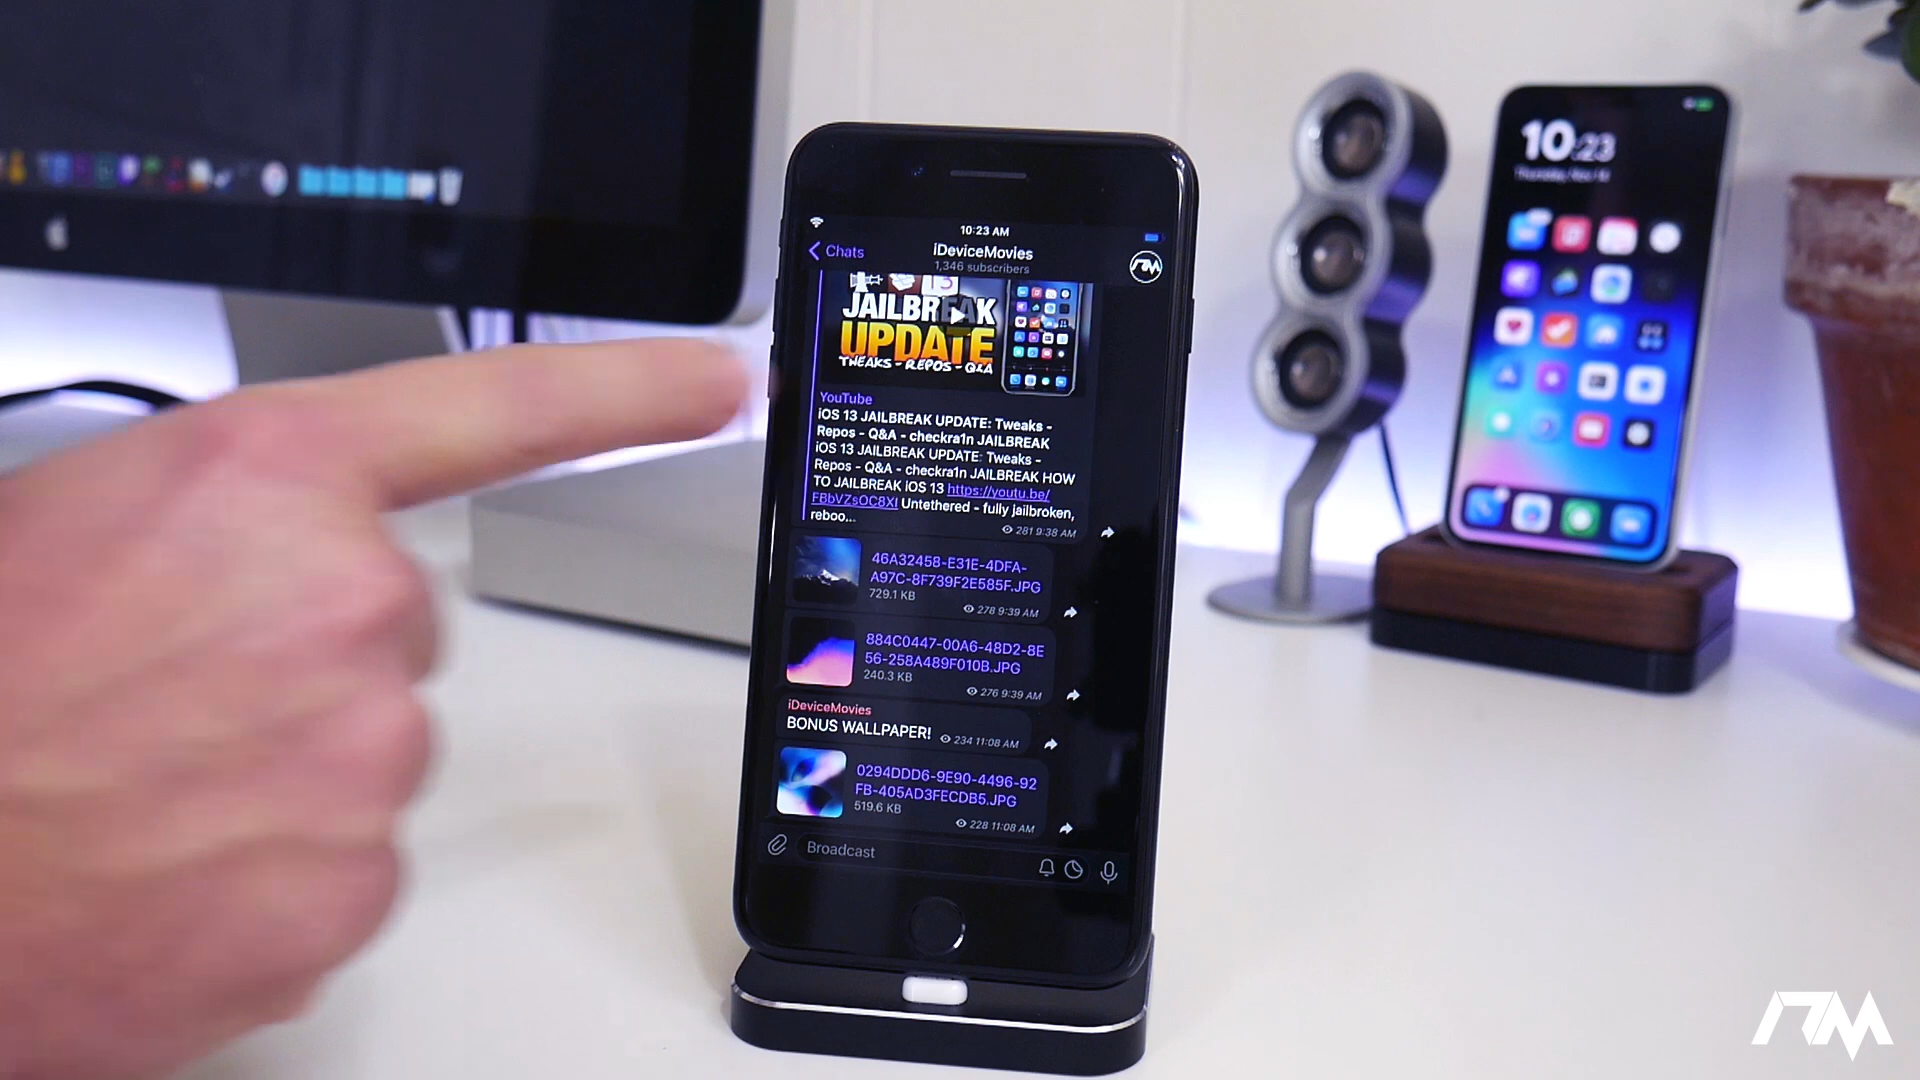 10:23 AM
Chats
iDeviceMovies
1,346 subscribers
JAILBREAK
UPDATE
TWEAKS - REPOS - Q&A
YouTube
iOS 13 JAILBREAK UPDATE: Tweaks -
Repos - Q&A - checkra1n JAILBREAK
iOS 13 JAILBREAK UPDATE: Tweaks -
Repos - Q&A - checkra1n JAILBREAK HOW
TO JAILBREAK iOS 13 https://youtu.be/
FBbVZsOC8XI Untethered - fully jailbroken,
reboo...
281 9:38 AM
46A32458-E31E-4DFA-
A97C-8F739F2E585F.JPG
729.1 KB
278 9:39 AM
884C0447-00A6-48D2-8E
56-258A489F010B.JPG
240.3 KB
276 9:39 AM
iDeviceMovies
BONUS WALLPAPER!
234 11:08 AM
0294DDD6-9E90-4496-92
FB-405AD3FECDB5.JPG
519.6 KB
228 11:08 AM
Broadcast
10:23
Thursday, Nov 14